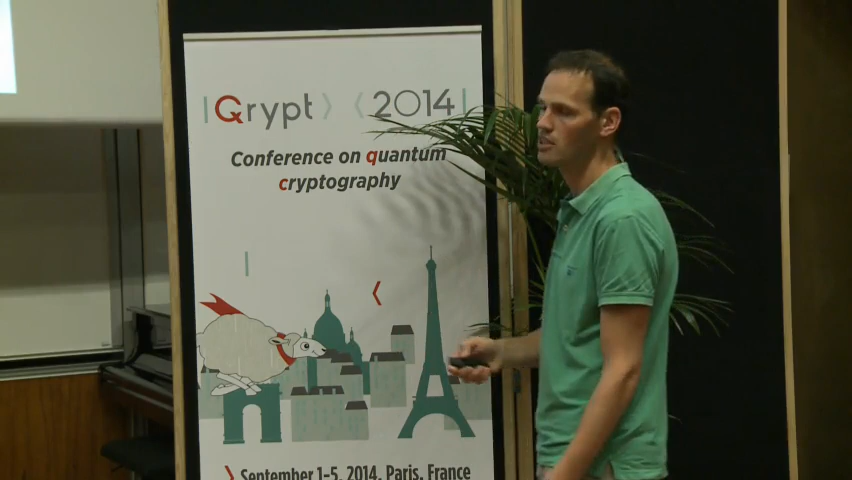 |Qrypt⟩ ⟨2014|
Conference on quantum
cryptography
September 1-5, 2014, Paris, France